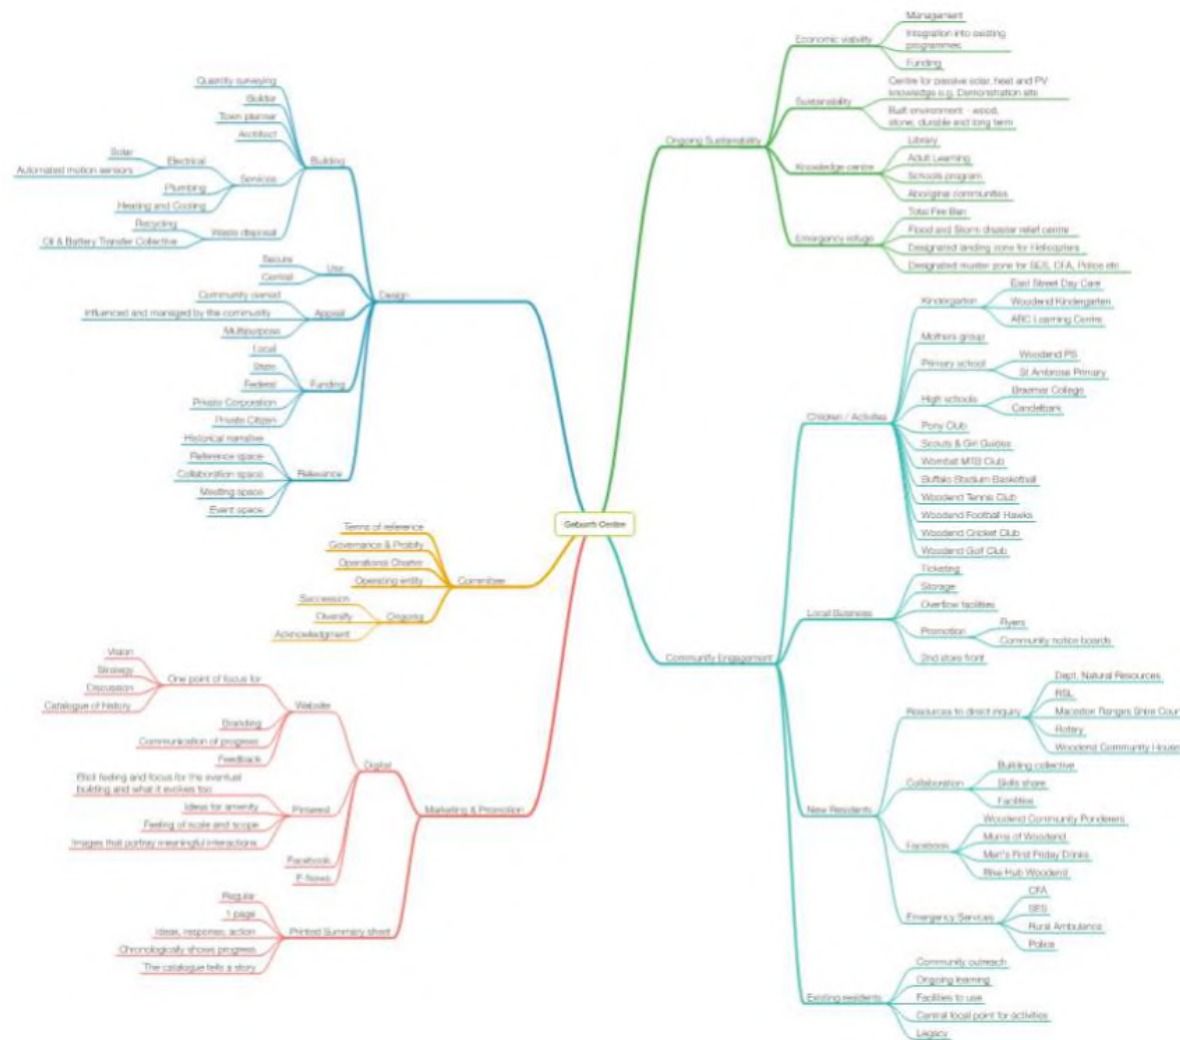 Management
Integration into existing
programmes
Funding
Economic viability
Centre for passive solar, heat and PV
knowledge e.g. Demonstration site
Built environment - wood,
stone, durable and long term
Sustainability
Ongoing Sustainability
Library
Adult Learning
Schools program
Aboriginal communities
Knowledge centre
Total Fire Ban
Flood and Storm disaster relief centre
Designated landing zone for Helicopters
Designated muster zone for SES, CFA, Police etc
Emergency refuge
Quantity surveying
Builder
Town planner
Architect
Building
Solar
Automated motion sensors
Electrical
Plumbing
Heating and Cooling
Services
Recycling
Oil & Battery Transfer Collective
Waste disposal
Secure
Central
Use
Design
Community owned
Influenced and managed by the community
Multipurpose
Appeal
Local
State
Federal
Private Corporation
Private Citizen
Funding
Historical narrative
Reference space
Collaboration space
Meeting space
Event space
Relevance
Centre
Terms of reference
Governance & Probity
Operational Charter
Operating entity
Committee
Succession
Diversify
Acknowledgment
Ongoing
Vision
Strategy
Discussion
Catalogue of history
One point of focus for
Website
Branding
Communication of progress
Feedback
Digital
Elicit feeling and focus for the eventual
building and what it evolves too
Ideas for amenity
Feeling of scale and scope
Images that portray meaningful interactions
Pinterest
Facebook
E-News
Marketing & Promotion
Regular
1 page
Ideas, response, action
Chronologically shows progress
The catalogue tells a story
Printed Summary sheet
East Street Day Care
Woodend Kindergarten
ABC Learning Centre
Kindergarten
Mothers group
Woodend PS
St Ambrose Primary
Primary school
Braemar College
Candlebark
High schools
Children / Activities
Pony Club
Scouts & Girl Guides
Wombat MTB Club
Buffalo Stadium Basketball
Woodend Tennis Club
Woodend Football Hawks
Woodend Cricket Club
Woodend Golf Club
Ticketing
Storage
Overflow facilities
Local Business
Flyers
Community notice boards
Promotion
2nd store front
Community Engagement
Dept. Natural Resources
RSL
Macedon Ranges Shire Coun
Rotary
Woodend Community House
Resources to direct inquiry
Building collective
Skills share
Facilities
Collaboration
New Residents
Woodend Community Ponderers
Mums of Woodend
Men's First Friday Drinks
Hub Woodend
Facebook
CFA
SES
Rural Ambulance
Police
Emergency Services
Community outreach
Ongoing learning
Facilities to use
Central focal point for activities
Legacy
Existing residents